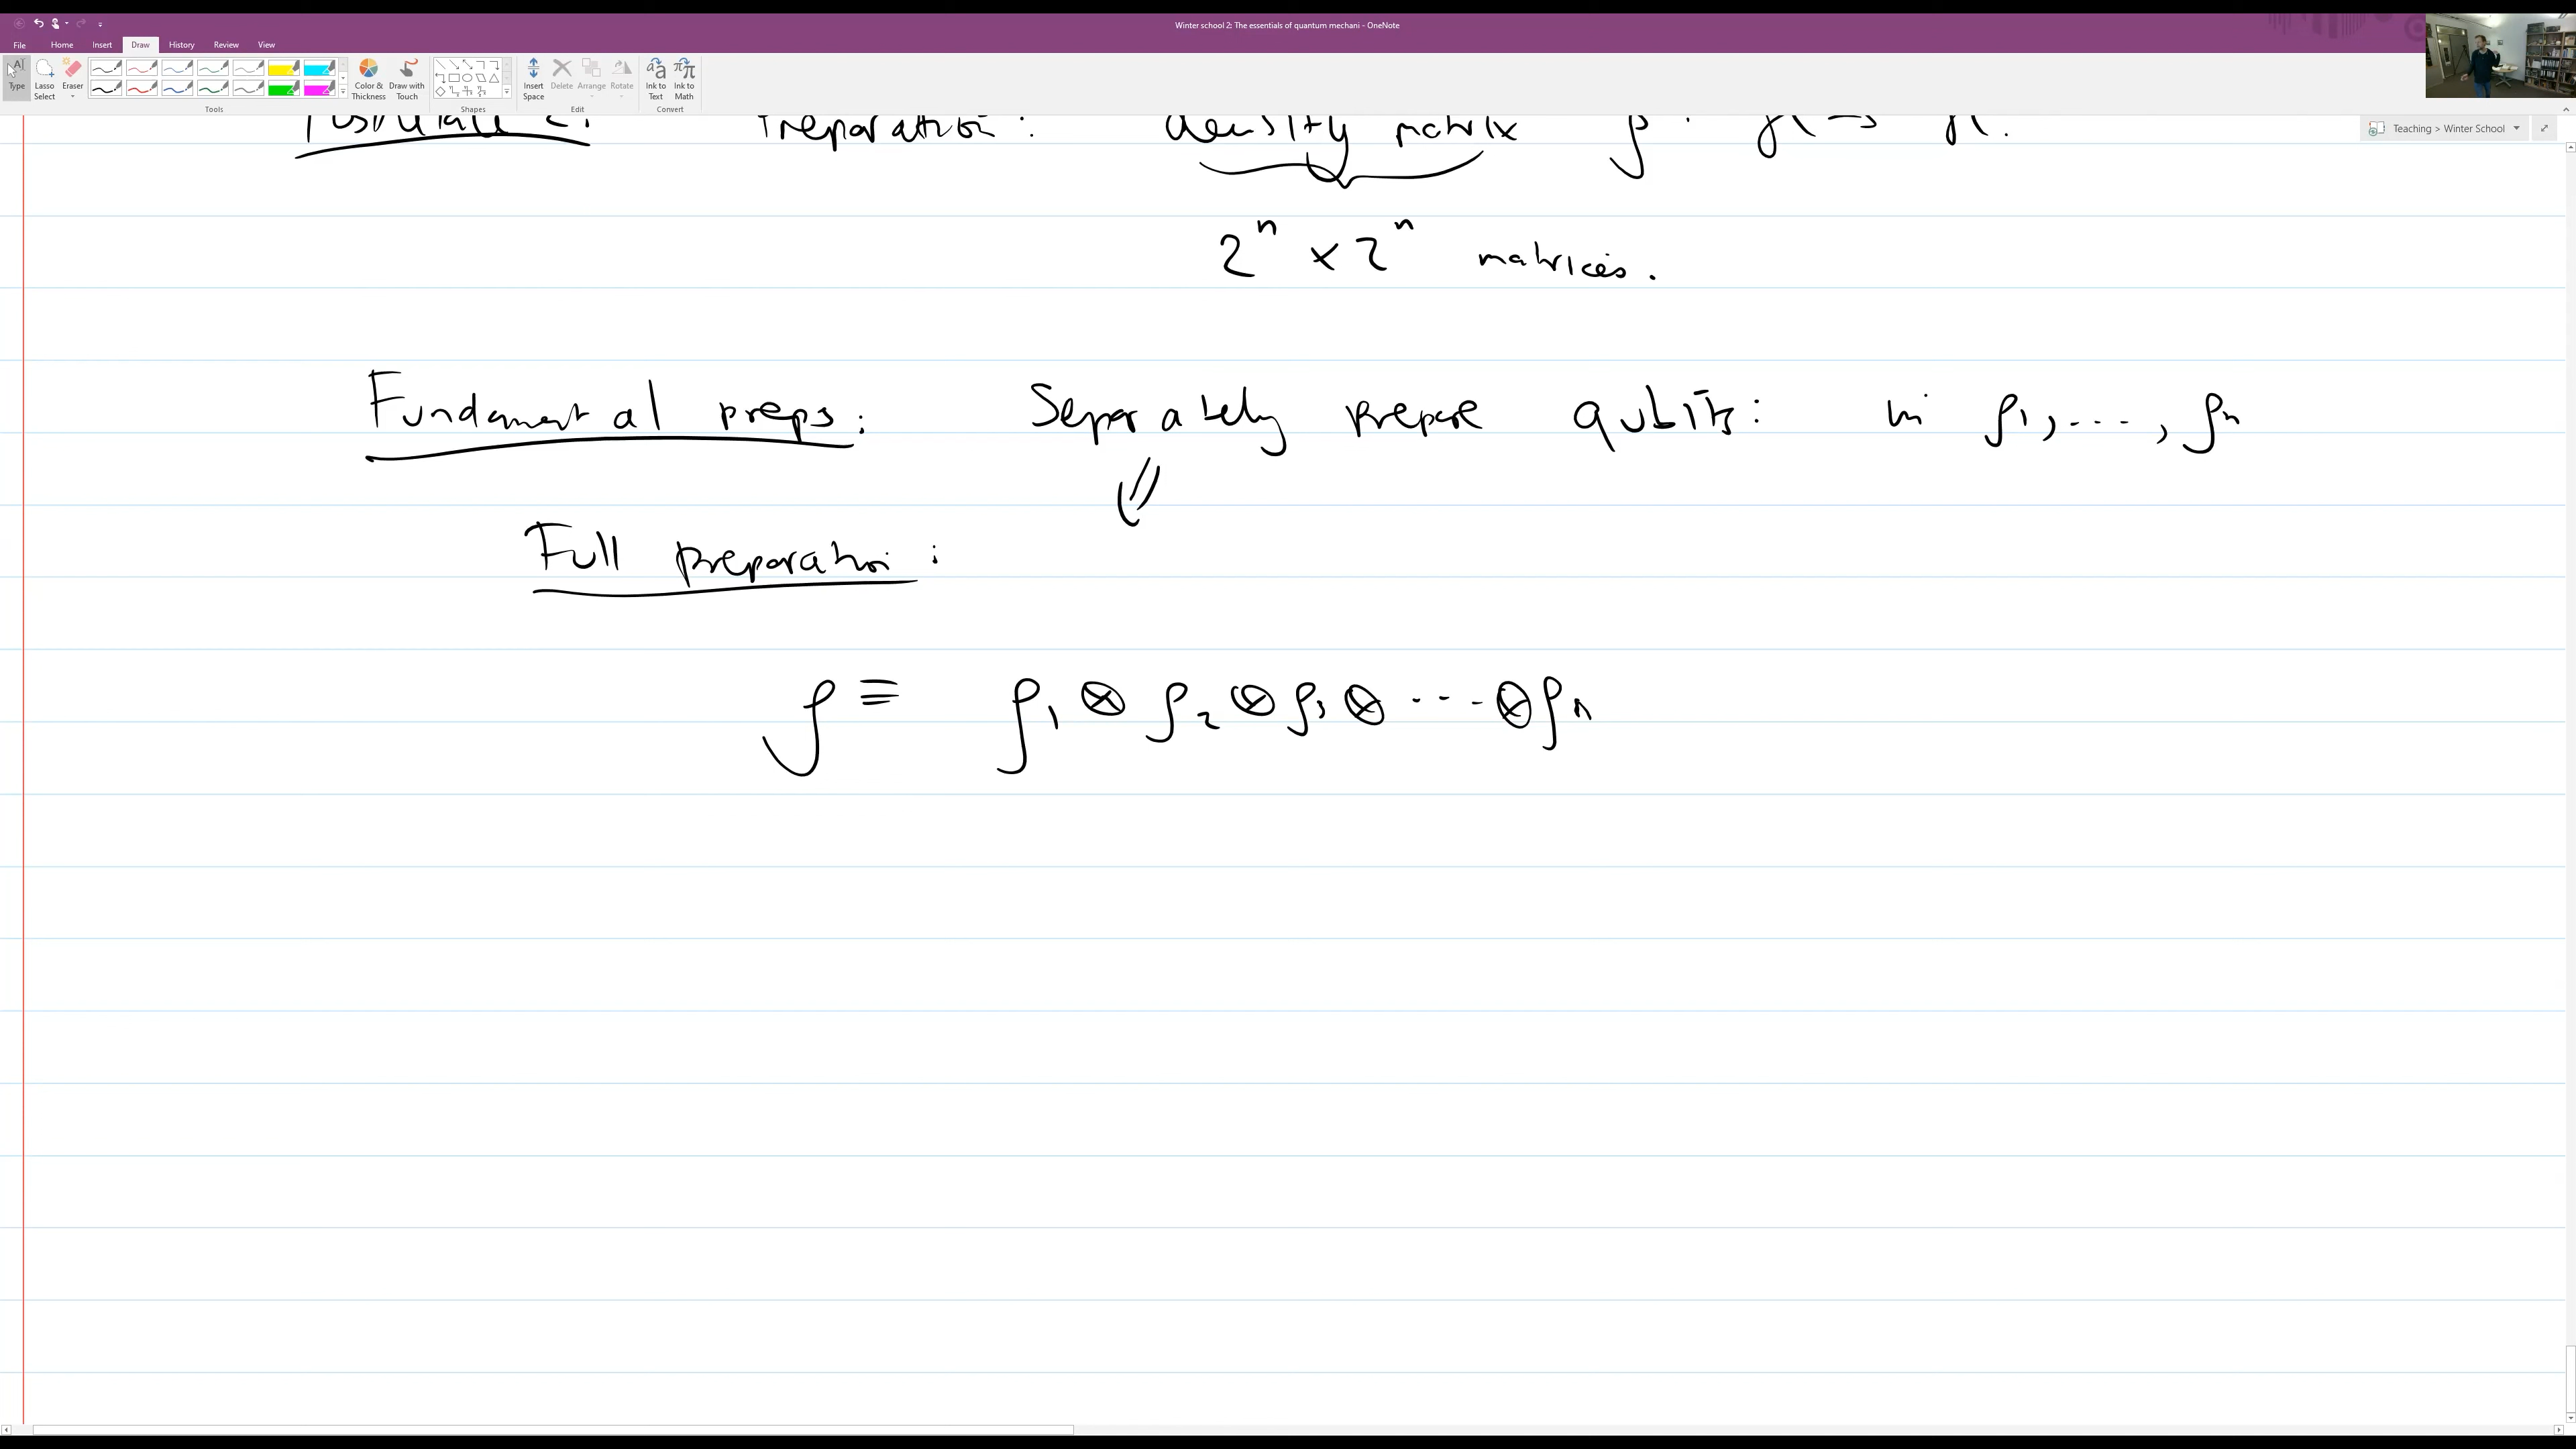 Winter school 2: The essentials of quantum mechani - OneNote
File Home Insert Draw History Review View
Type Lasso Select Eraser Color & Thickness Draw with Touch Insert Space Delete Arrange Rotate Ink to Text Ink to Math
Tools Shapes Edit Convert
Teaching > Winter School
Postulate 2: Preparation: density matrix ρ : ℋ → ℋ.
2ⁿ × 2ⁿ matrices.
Fundamental preps: Separately prepare qubits: in ρ₁, ..., ρₙ
Full preparation:
ρ ≡ ρ₁ ⊗ ρ₂ ⊗ ρ₃ ⊗ ··· ⊗ ρₙ